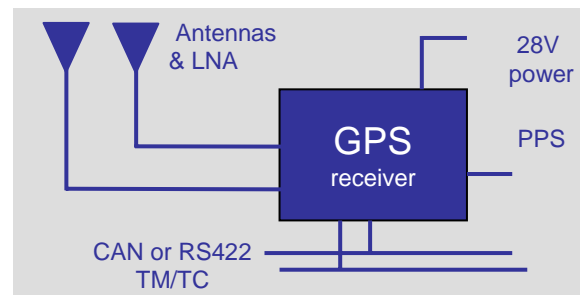 Antennas
& LNA
28V
power
GPS
receiver
PPS
CAN or RS422
TM/TC